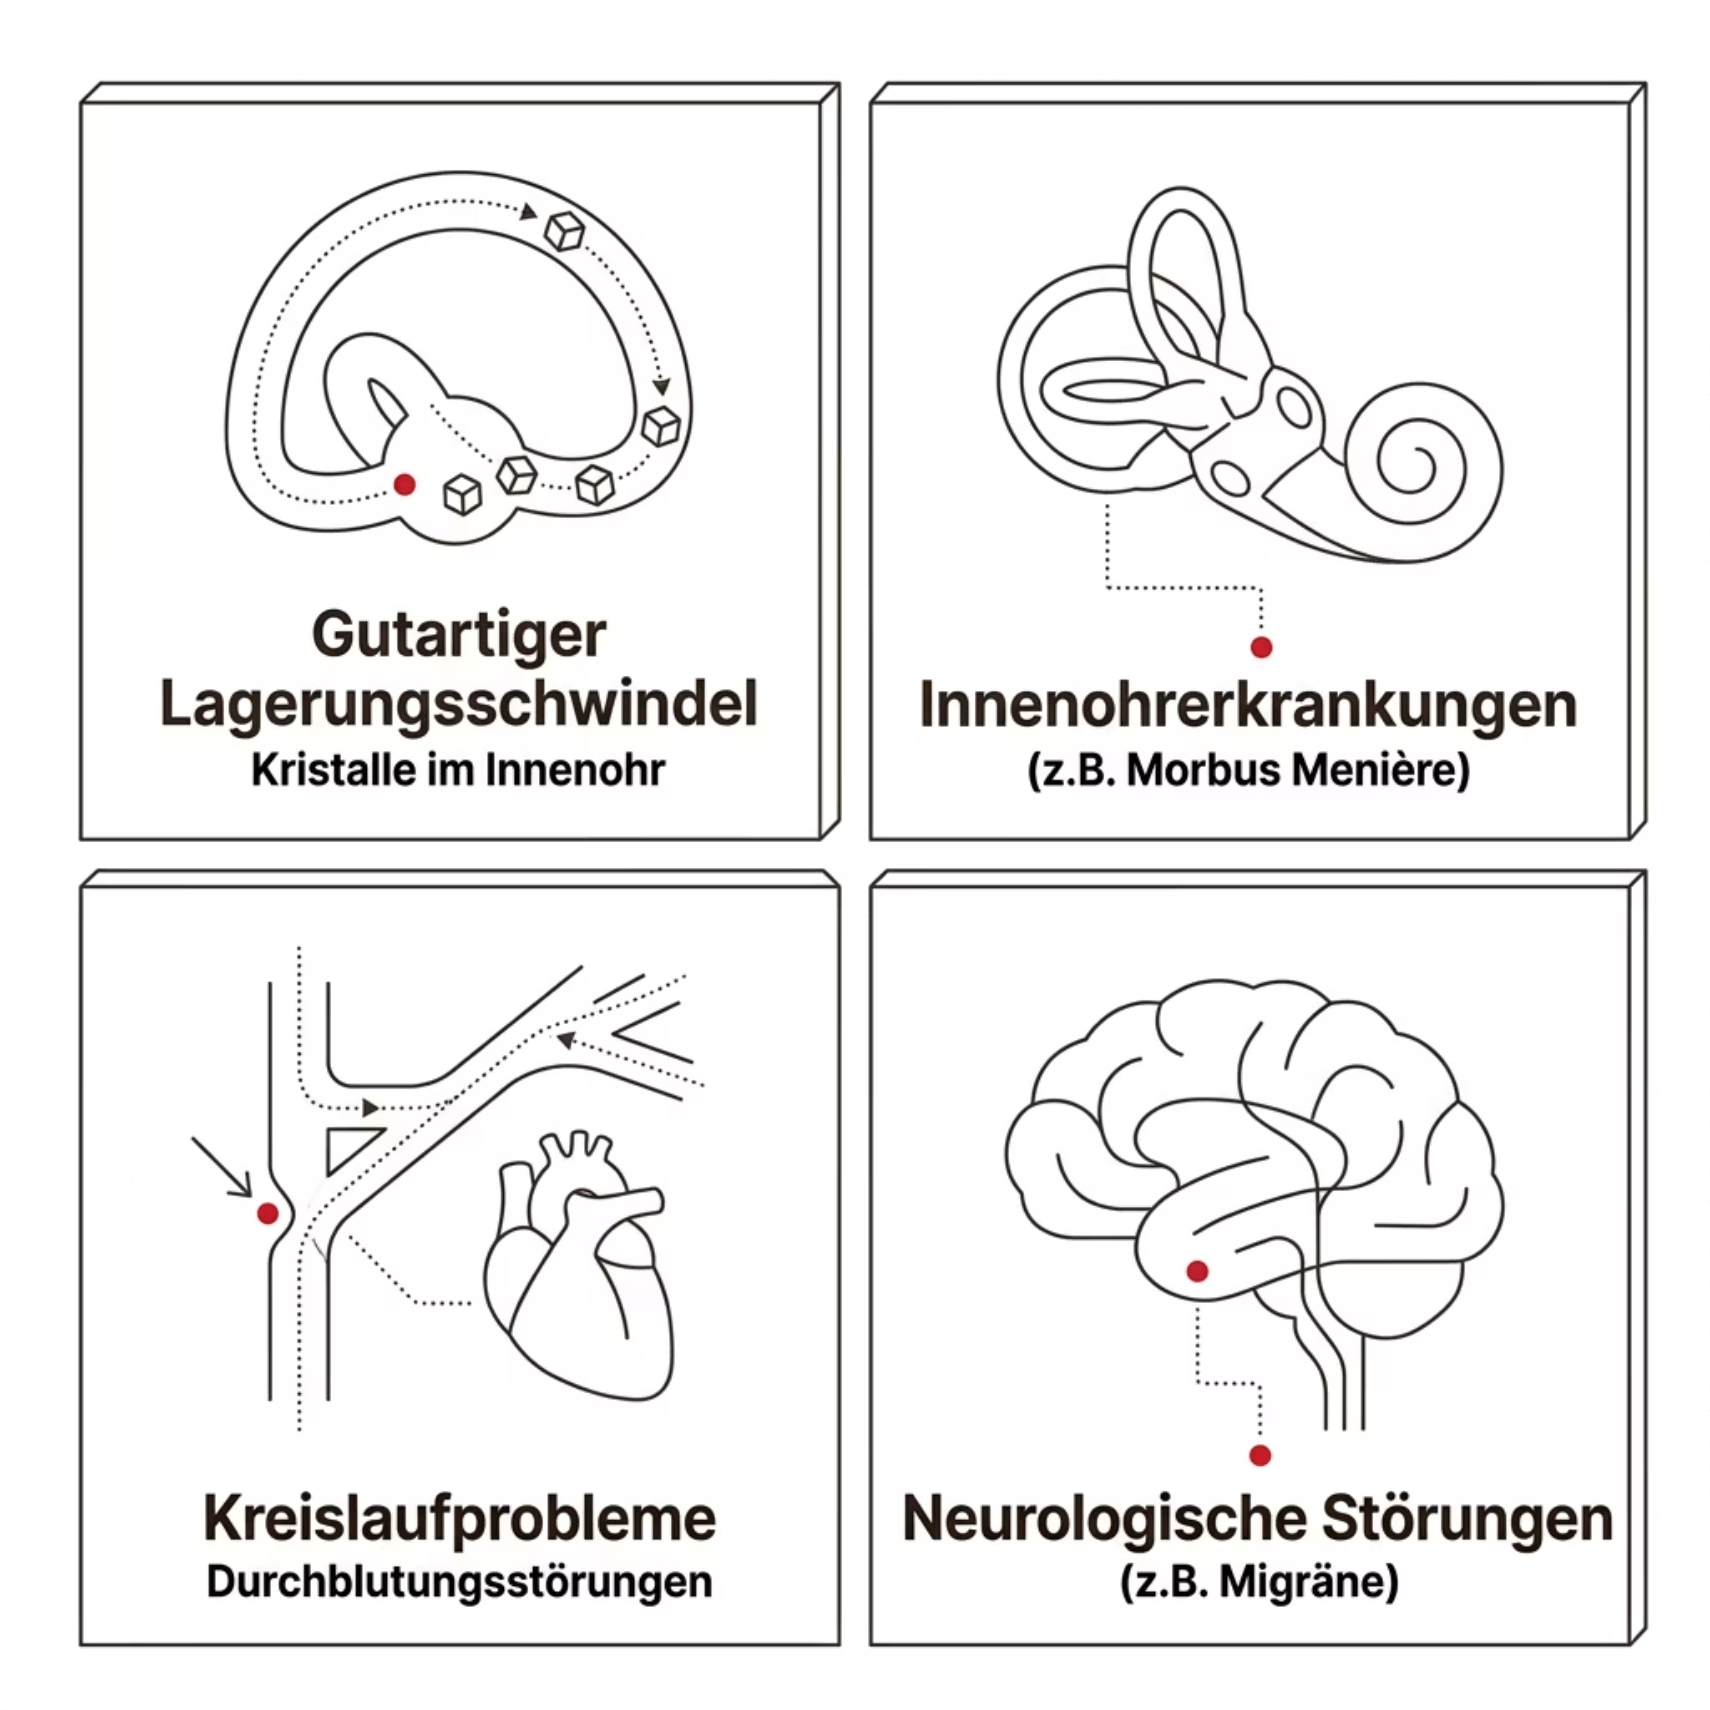 Gutartiger
Lagerungsschwindel
Kristalle im Innenohr
Innenohrerkrankungen
(z.B. Morbus Menière)
Kreislaufprobleme
Durchblutungsstörungen
Neurologische Störungen
(z.B. Migräne)